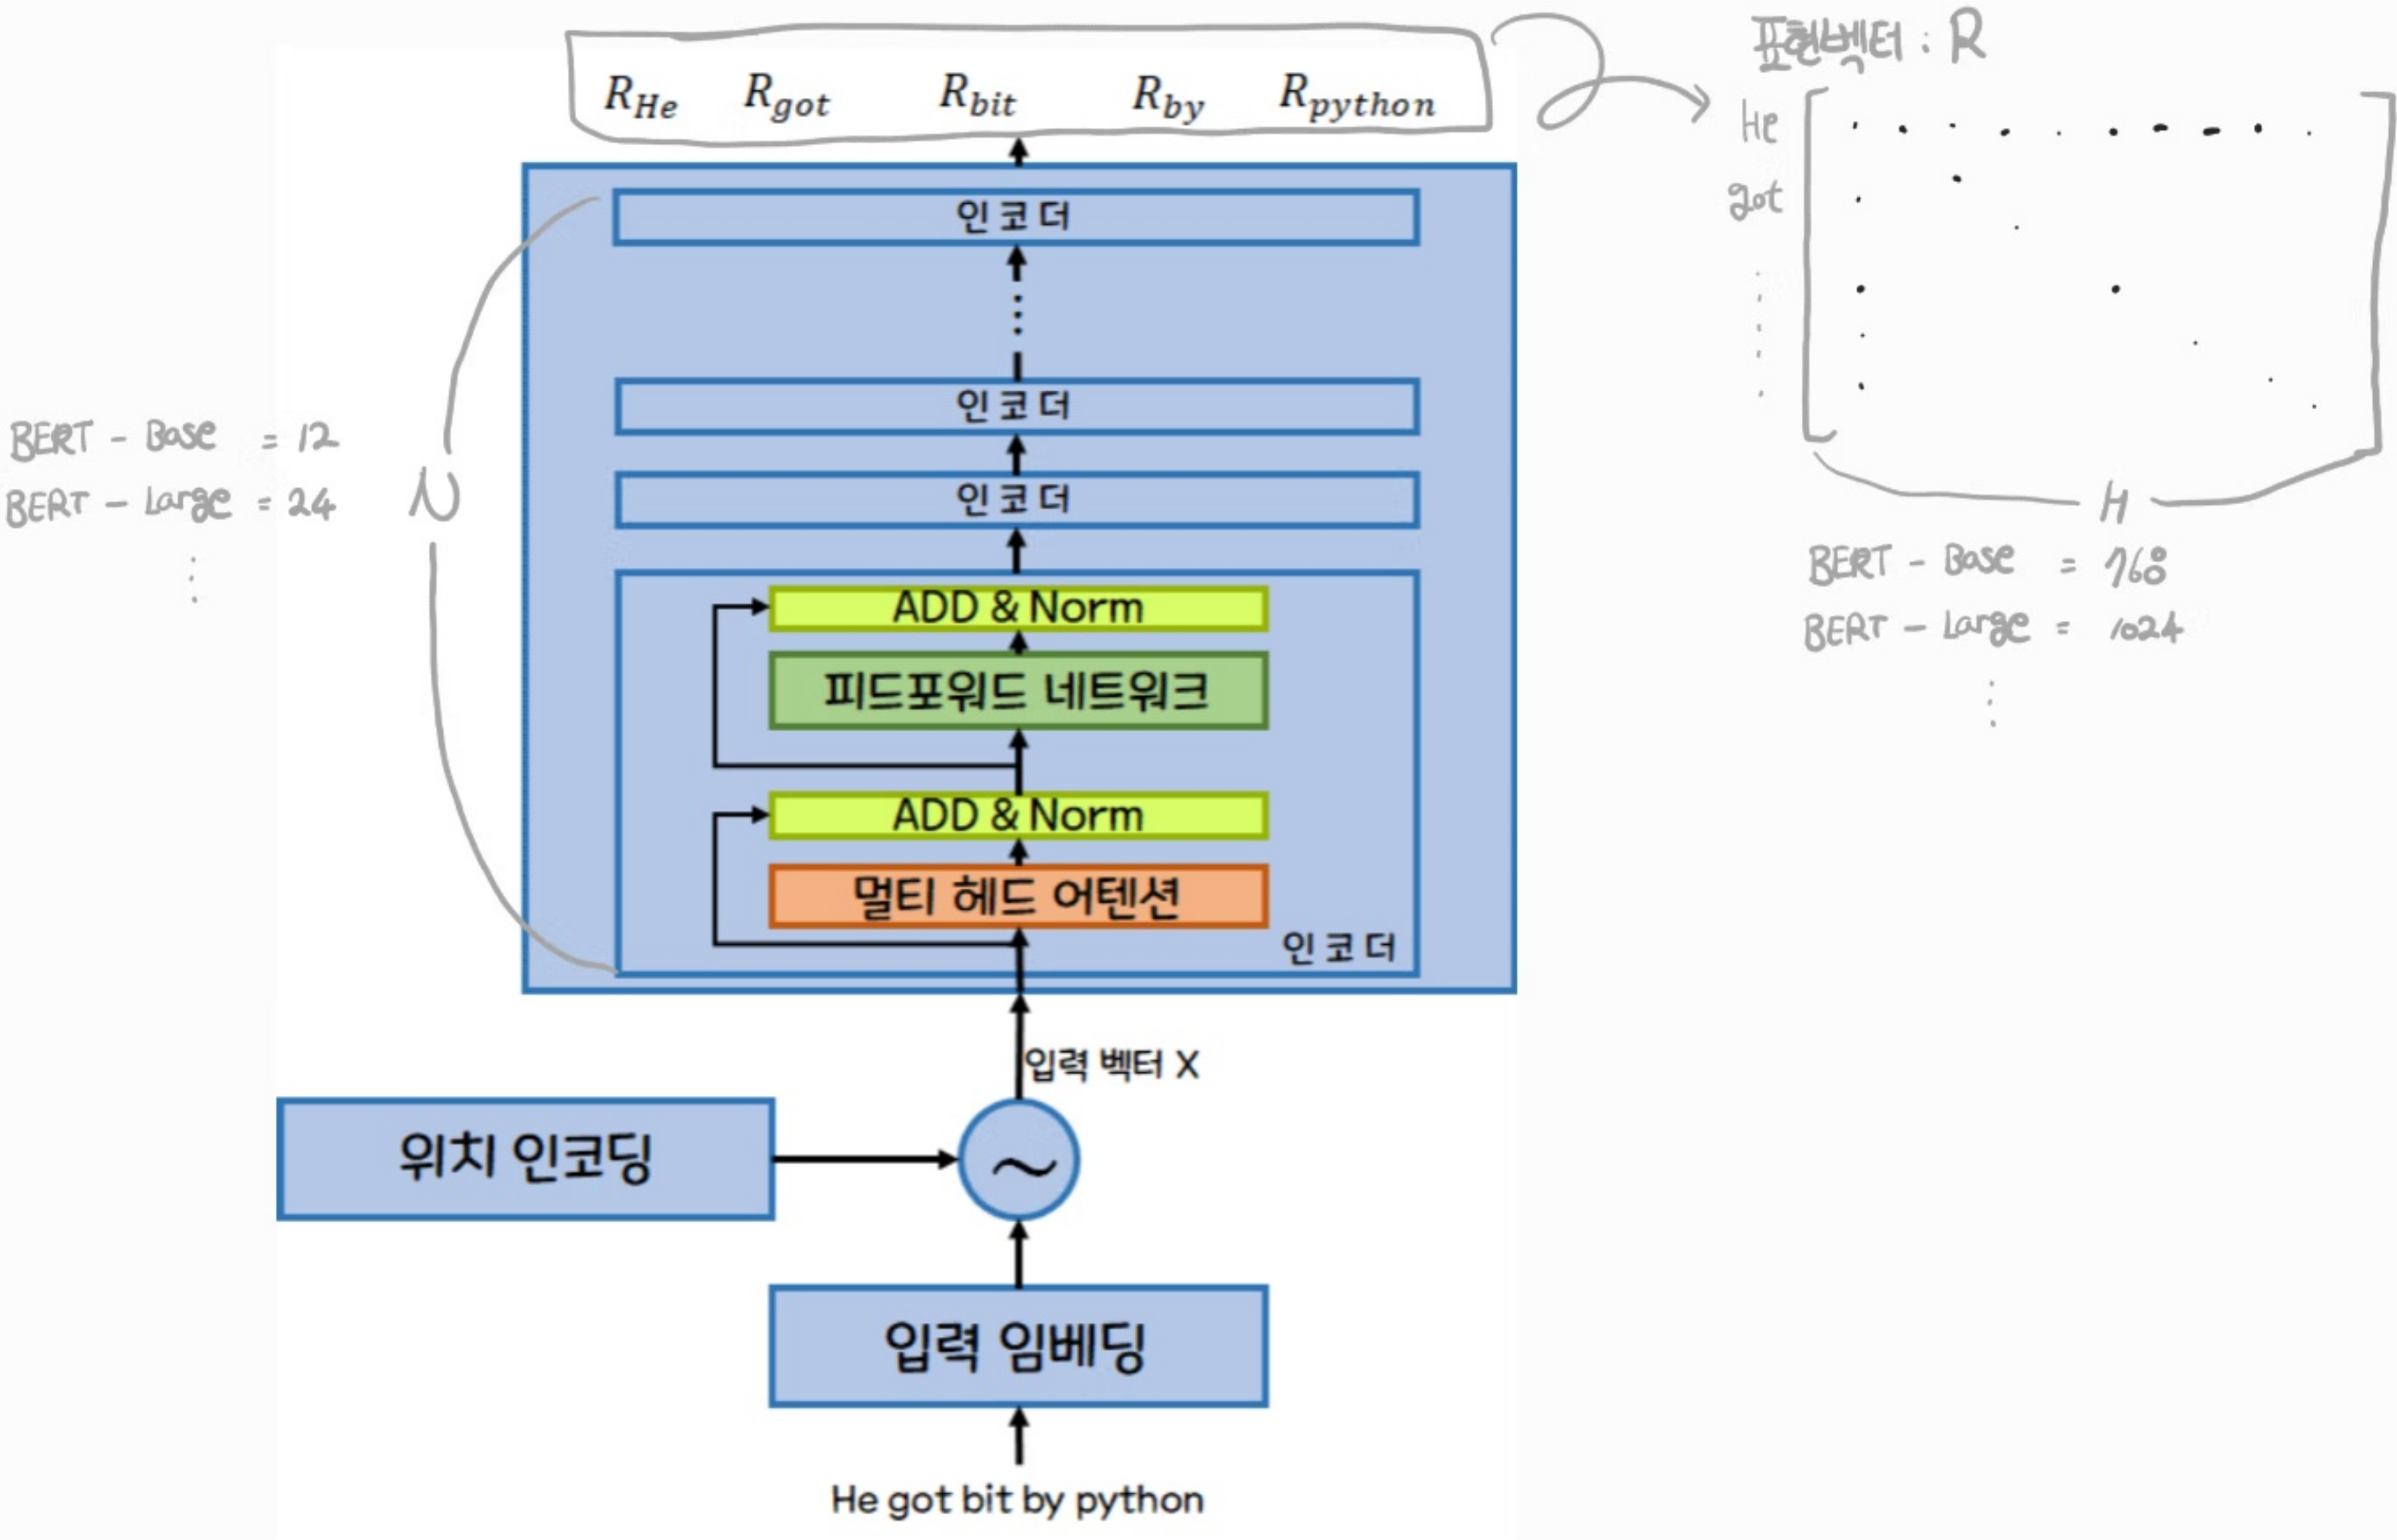 표현벡터 : R
R_He R_got R_bit R_by R_python
He
got
인코더
인코더
BERT - Base = 12
BERT - Large = 24
N
인코더
H
BERT - Base = 768
BERT - Large = 1024
ADD & Norm
피드포워드 네트워크
ADD & Norm
멀티 헤드 어텐션
인코더
입력 벡터 X
위치 인코딩
~
입력 임베딩
He got bit by python